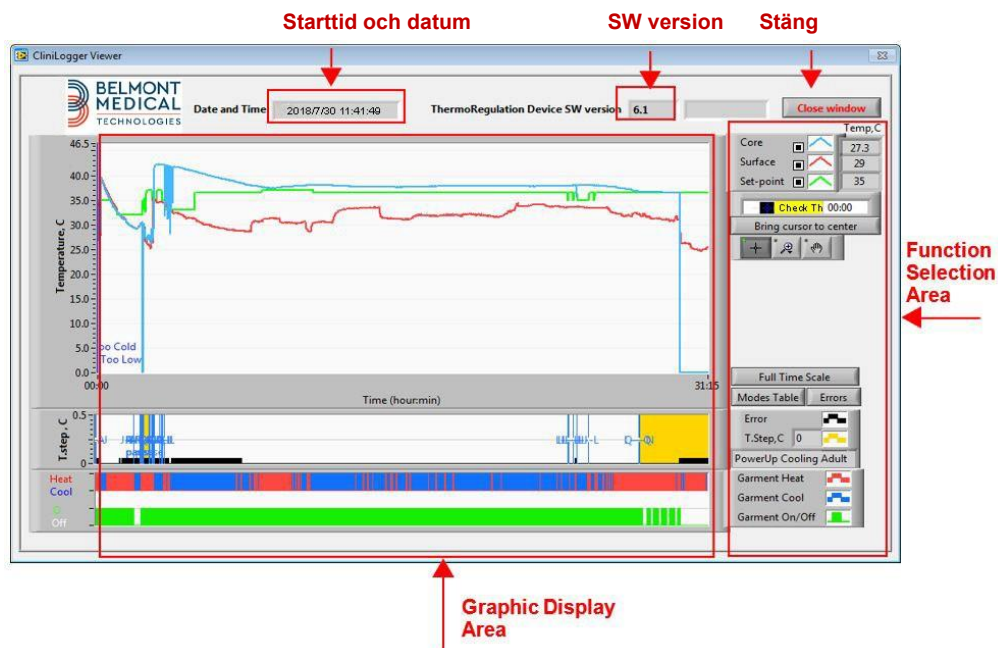 Starttid och datum SW version Stäng
CliniLogger Viewer
BELMONT
MEDICAL
TECHNOLOGIES
Date and Time 2018/7/30 11:41:49 ThermoRegulation Device SW version 6.1 Close window
Temp,C
Core 27.3
Surface 29
Set-point 35
Check Th 00:00
Bring cursor to center
Function
Selection
Area
Temperature, C
46.5
40.0
35.0
30.0
25.0
20.0
15.0
10.0
5.0
0.0
oo Cold
Too Low
00:00 31:15
Time (hour:min)
Full Time Scale
Modes Table Errors
T.step, C
0.5
0
Error
T.Step,C 0
PowerUp Cooling Adult
Heat
Cool
Off
Garment Heat
Garment Cool
Garment On/Off
Graphic Display
Area